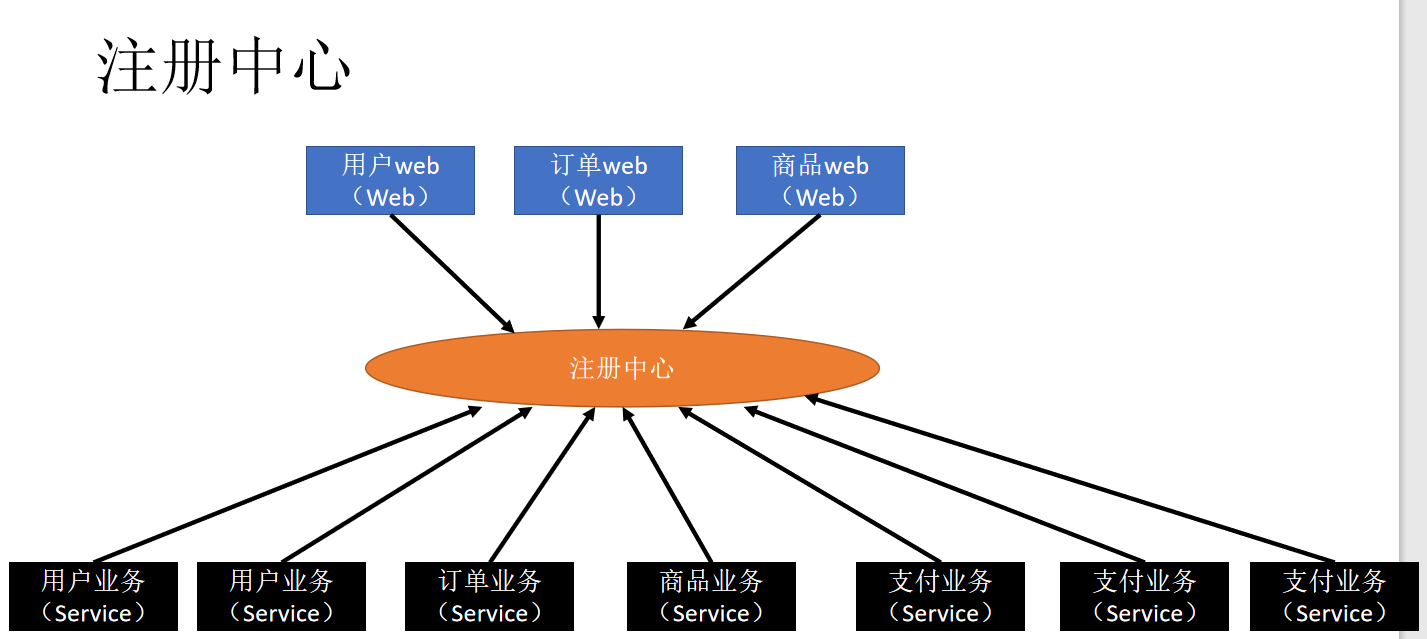 注册中心
用户web
（Web）
订单web
（Web）
商品web
（Web）
注册中心
用户业务
（Service）
用户业务
（Service）
订单业务
（Service）
商品业务
（Service）
支付业务
（Service）
支付业务
（Service）
支付业务
（Service）